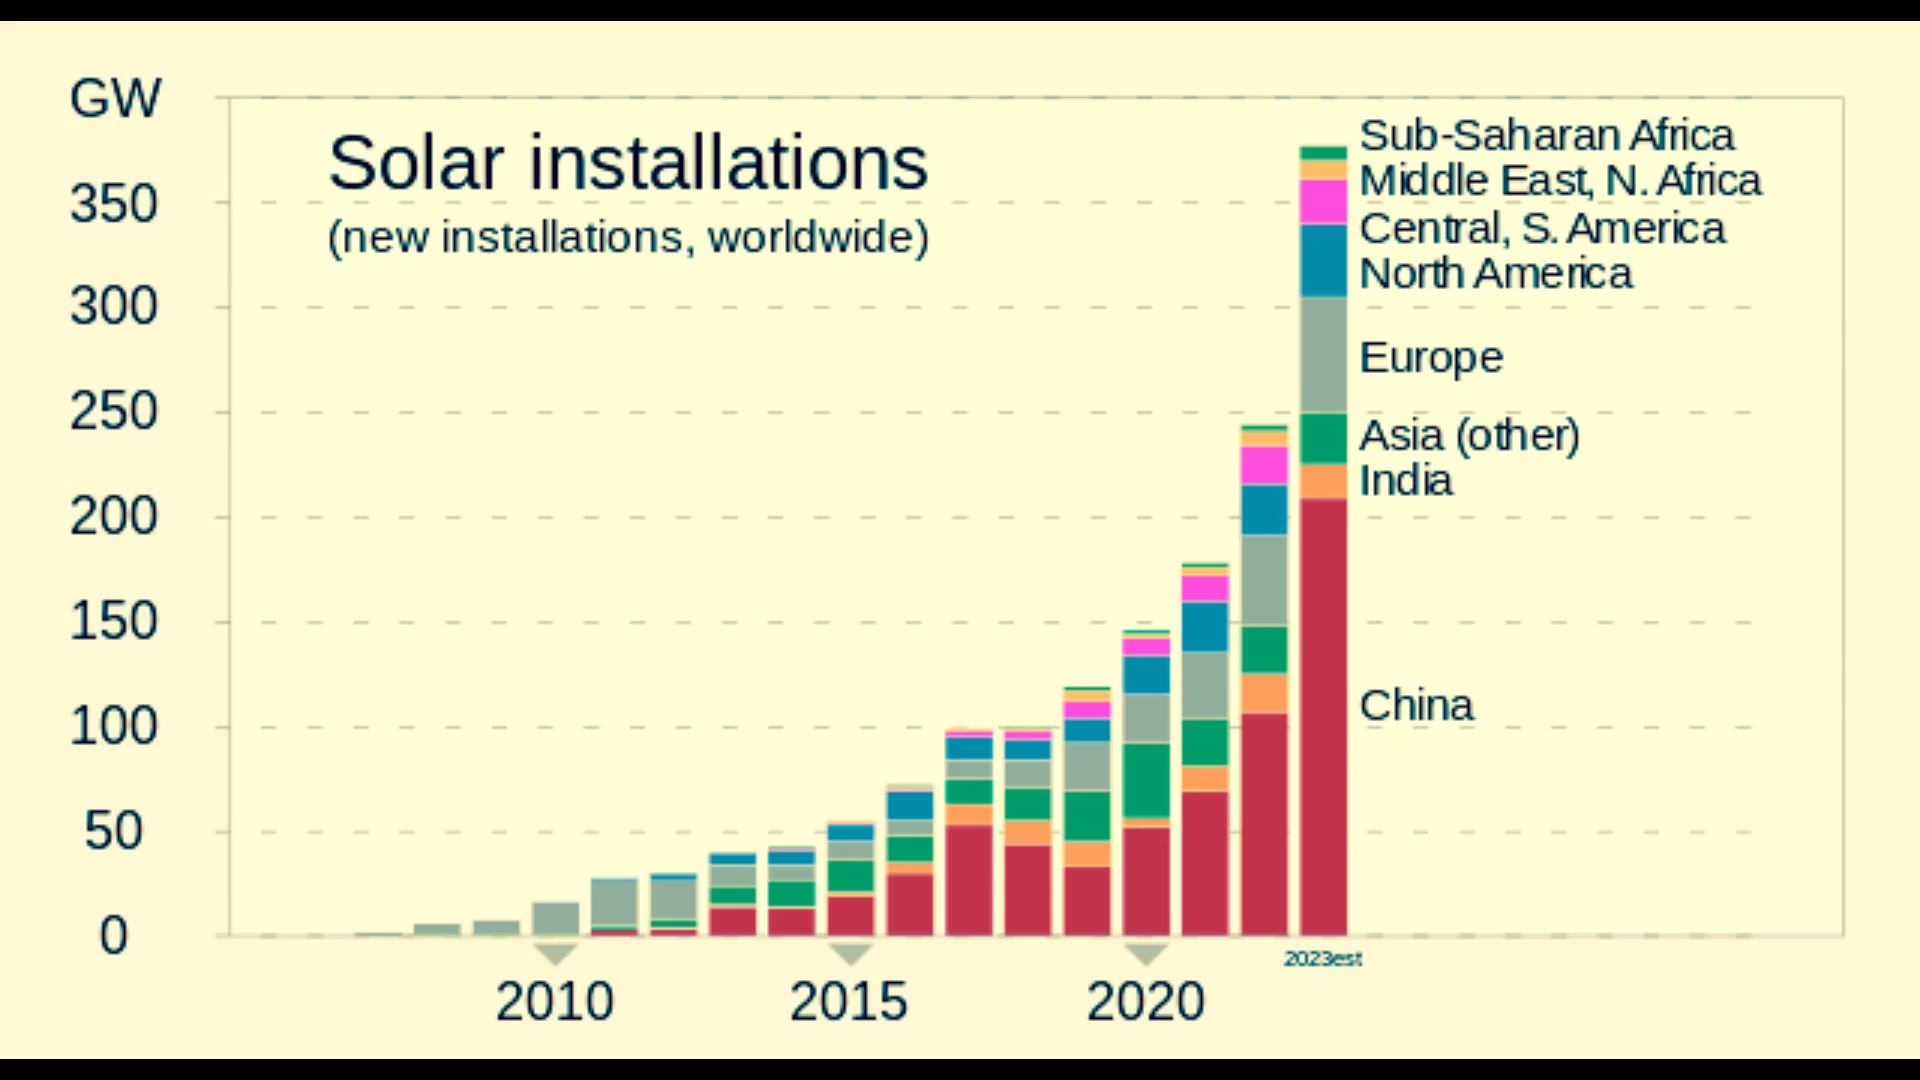 GW
Solar installations
(new installations, worldwide)
350
300
250
200
150
100
50
0
Sub-Saharan Africa
Middle East, N. Africa
Central, S. America
North America
Europe
Asia (other)
India
China
2023est
2010
2015
2020